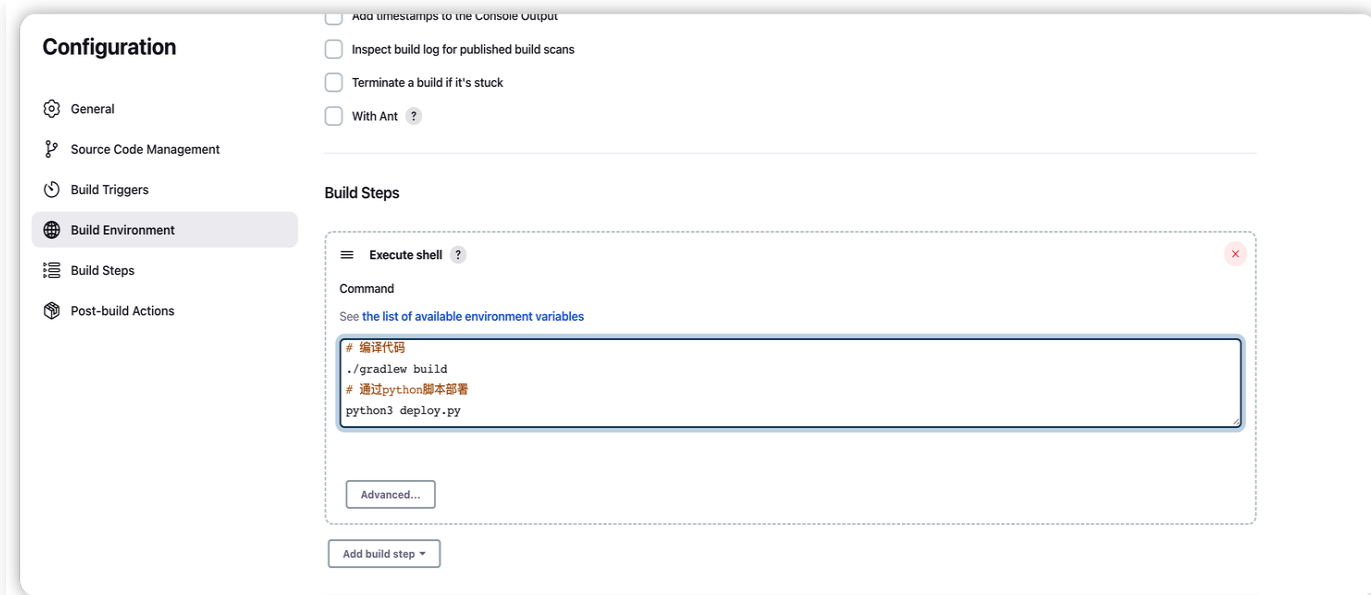 Configuration
General
Source Code Management
Build Triggers
Build Environment
Build Steps
Post-build Actions
Add timestamps to the Console Output
Inspect build log for published build scans
Terminate a build if it's stuck
With Ant ?
Build Steps
Execute shell ?
Command
See the list of available environment variables
# 编译代码
./gradlew build
# 通过python脚本部署
python3 deploy.py
Advanced...
Add build step